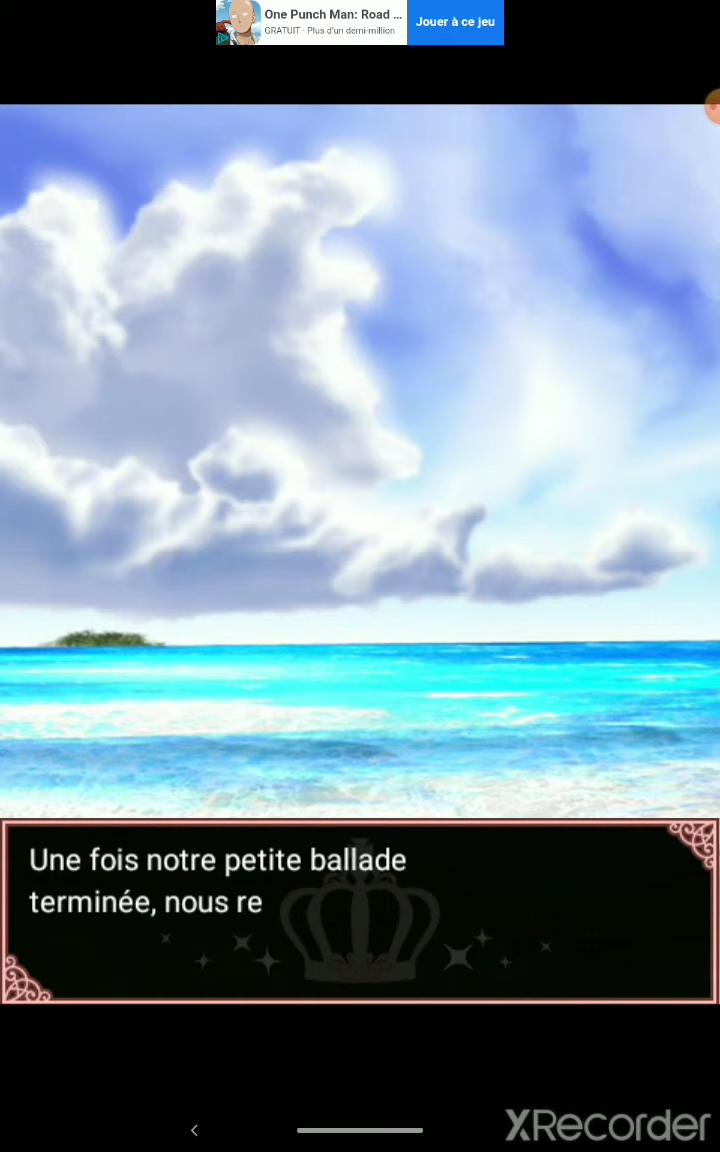 One Punch Man: Road ...
GRATUIT · Plus d'un demi-million
Jouer à ce jeu
Une fois notre petite ballade
terminée, nous re
XRecorder